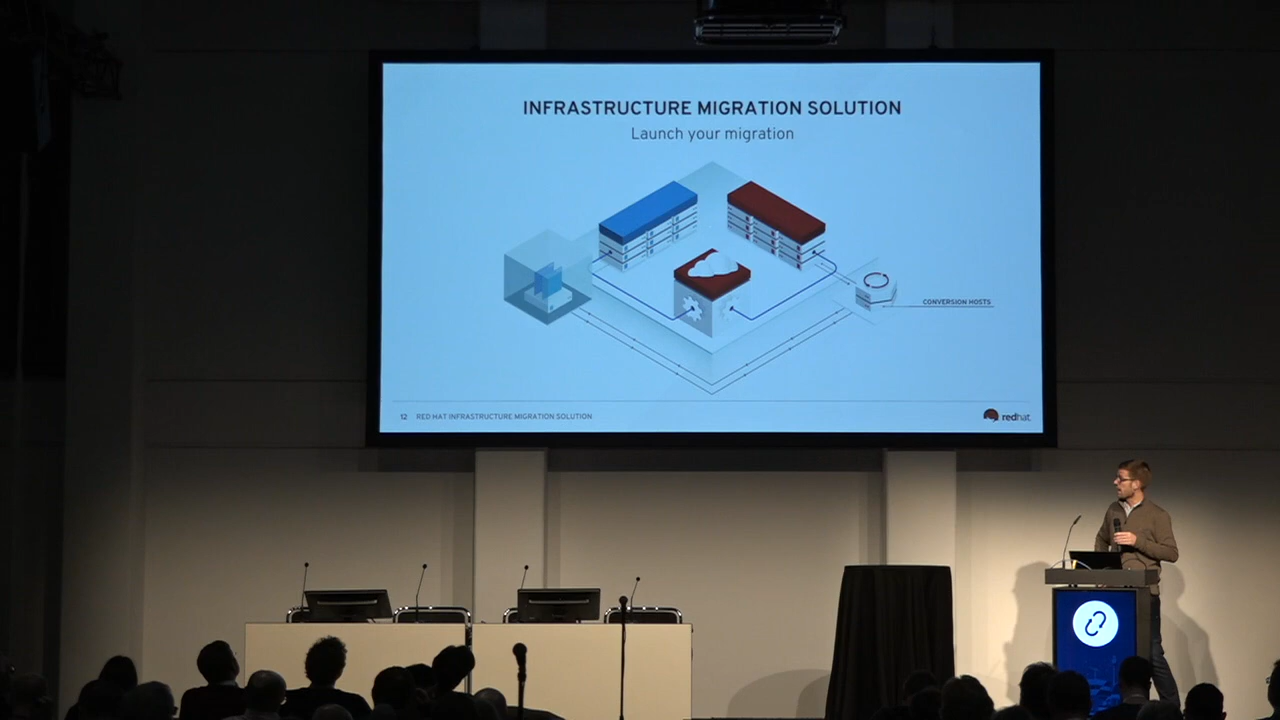 INFRASTRUCTURE MIGRATION SOLUTION
Launch your migration
CONVERSION HOSTS
12 RED HAT INFRASTRUCTURE MIGRATION SOLUTION
redhat.